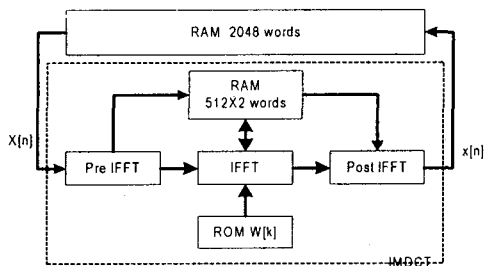 RAM 2048 words
RAM
512X2 words
X[n]
x[n]
Pre IFFT
IFFT
Post IFFT
ROM W[k]
IMDCT